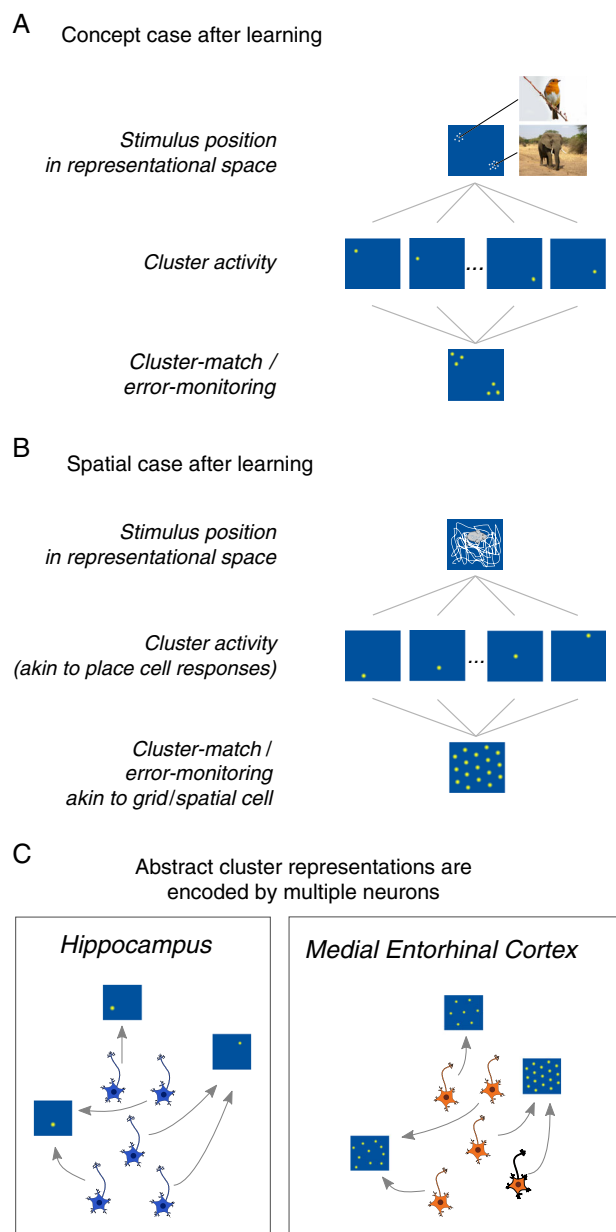 A
Concept case after learning
Stimulus position
in representational space
Cluster activity
...
Cluster-match /
error-monitoring
B
Spatial case after learning
Stimulus position
in representational space
Cluster activity
(akin to place cell responses)
...
Cluster-match /
error-monitoring
akin to grid/spatial cell
C
Abstract cluster representations are
encoded by multiple neurons
Hippocampus
Medial Entorhinal Cortex